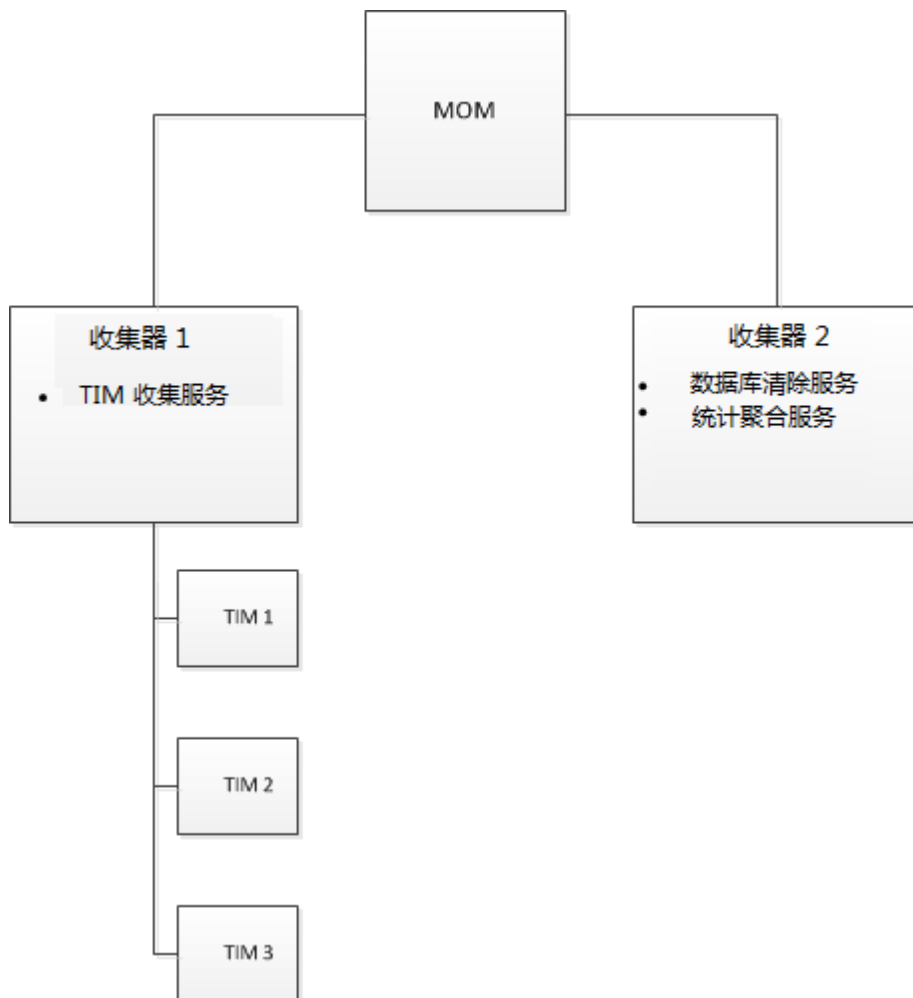 MOM
收集器 1
• TIM 收集服务
收集器 2
• 数据库清除服务
• 统计聚合服务
TIM 1
TIM 2
TIM 3